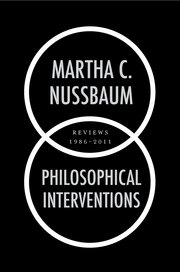 MARTHA C.
NUSSBAUM
REVIEWS
1986–2011
PHILOSOPHICAL
INTERVENTIONS